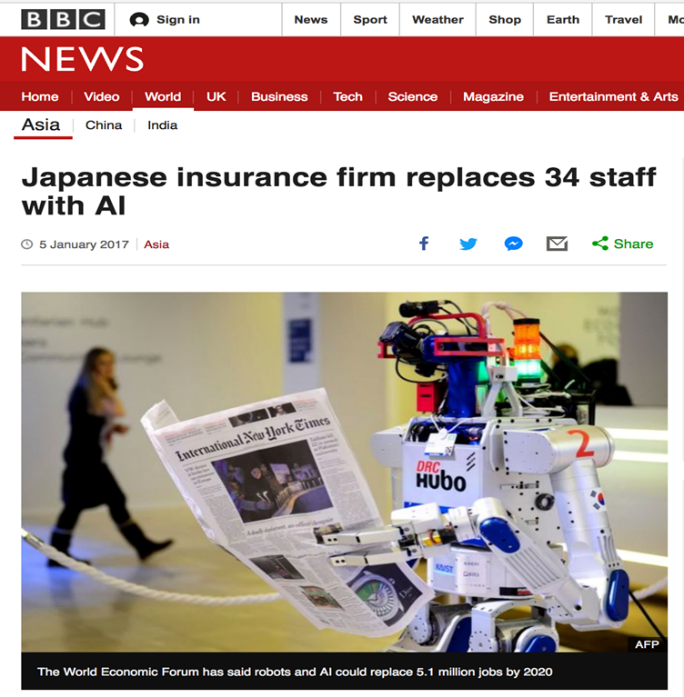 BBC Sign in News Sport Weather Shop Earth Travel Mo
NEWS
Home Video World UK Business Tech Science Magazine Entertainment & Arts
Asia China India
Japanese insurance firm replaces 34 staff
with AI
5 January 2017 Asia
Share
International New York Times
DRC
HUBO
2
AFP
The World Economic Forum has said robots and AI could replace 5.1 million jobs by 2020